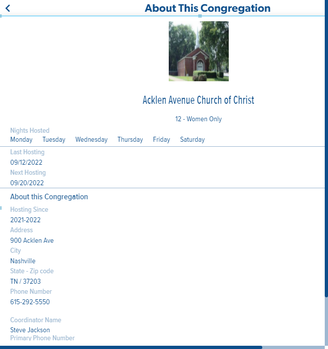 About This Congregation
Acklen Avenue Church of Christ
12 - Women Only
Nights Hosted
Monday Tuesday Wednesday Thursday Friday Saturday
Last Hosting
09/12/2022
Next Hosting
09/20/2022
About this Congregation
Hosting Since
2021-2022
Address
900 Acklen Ave
City
Nashville
State - Zip code
TN / 37203
Phone Number
615-292-5550
Coordinator Name
Steve Jackson
Primary Phone Number